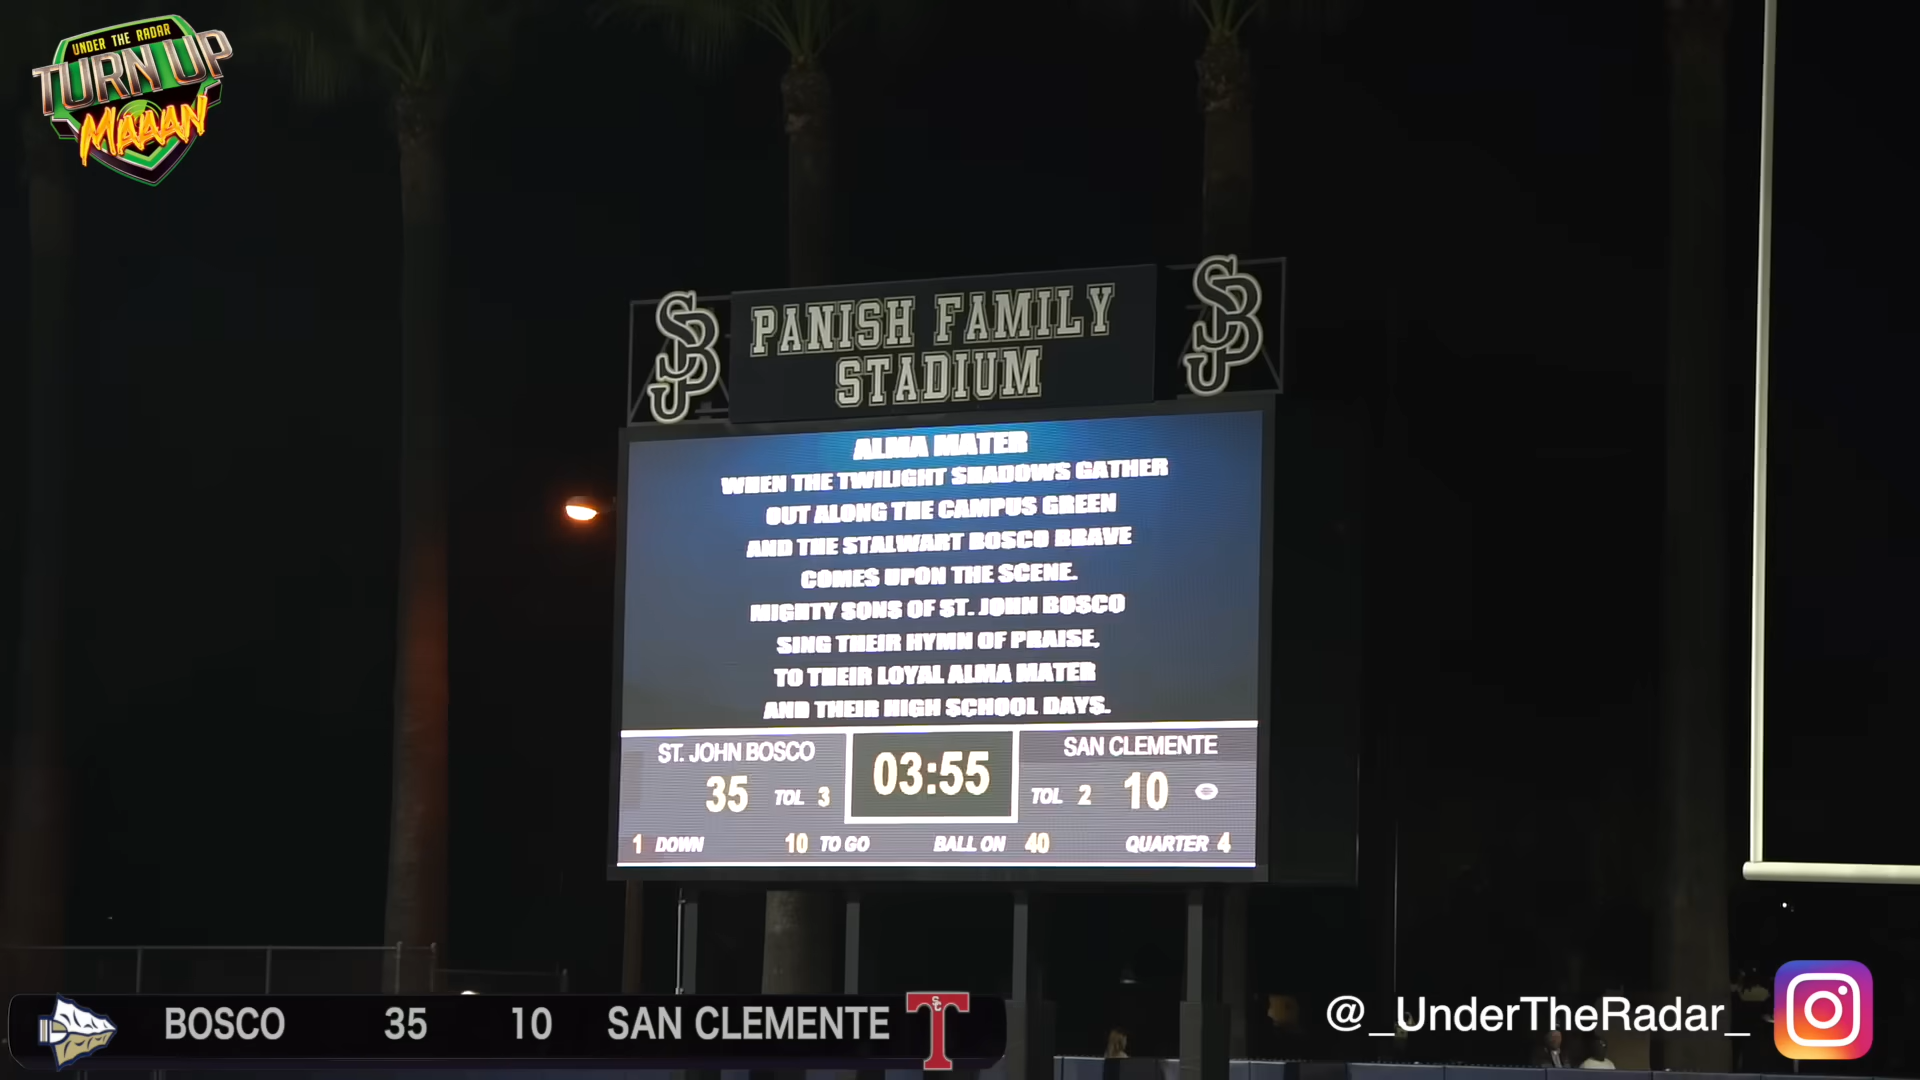 UNDER THE RADAR
TURN UP
MAAAN
SJB
PANISH FAMILY
STADIUM
SJB
ALMA MATER
WHEN THE TWILIGHT SHADOWS GATHER
OUT ALONG THE CAMPUS GREEN
AND THE STALWART BOSCO BRAVE
COMES UPON THE SCENE.
MIGHTY SONS OF ST. JOHN BOSCO
SING THEIR HYMN OF PRAISE,
TO THEIR LOYAL ALMA MATER
AND THEIR HIGH SCHOOL DAYS.
ST. JOHN BOSCO 03:55 SAN CLEMENTE
35 TOL 3 TOL 2 10
1 DOWN 10 TO GO BALL ON 40 QUARTER 4
BOSCO 35 10 SAN CLEMENTE SC T
@_UnderTheRadar_